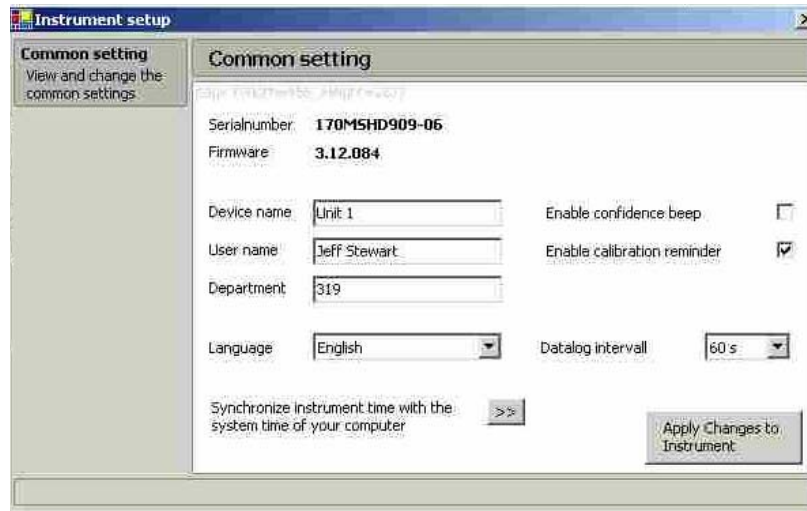 Instrument setup
Common setting
View and change the
common settings
Common setting
Serialnumber 170MSHD909-06
Firmware 3.12.084
Device name Unit 1
Enable confidence beep
User name Jeff Stewart
Enable calibration reminder
Department 319
Language English
Datalog intervall 60 s
Synchronize instrument time with the
system time of your computer
>>
Apply Changes to
Instrument